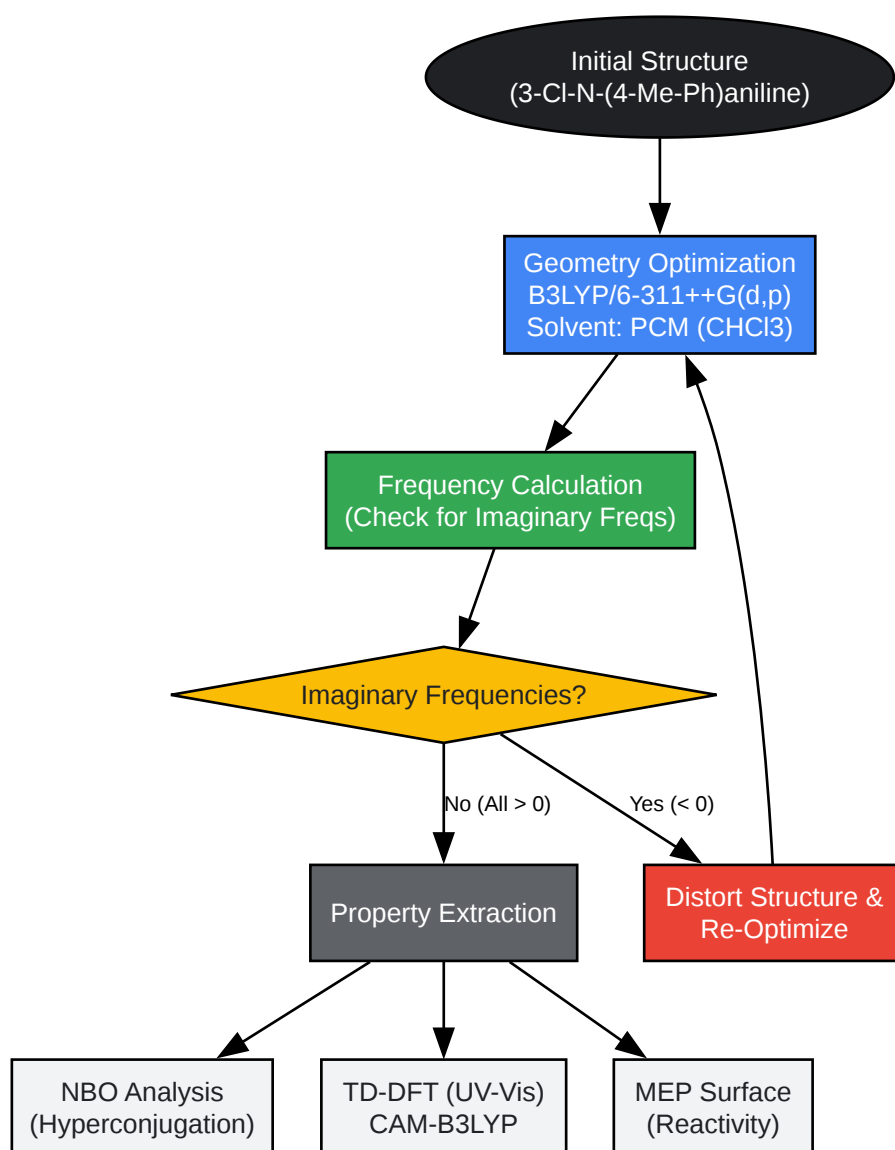 Initial Structure
(3-Cl-N-(4-Me-Ph)aniline)
Geometry Optimization
B3LYP/6-311++G(d,p)
Solvent: PCM (CHCl3)
Frequency Calculation
(Check for Imaginary Freqs)
Imaginary Frequencies?
No (All > 0)
Yes (< 0)
Property Extraction
Distort Structure &
Re-Optimize
NBO Analysis
(Hyperconjugation)
TD-DFT (UV-Vis)
CAM-B3LYP
MEP Surface
(Reactivity)